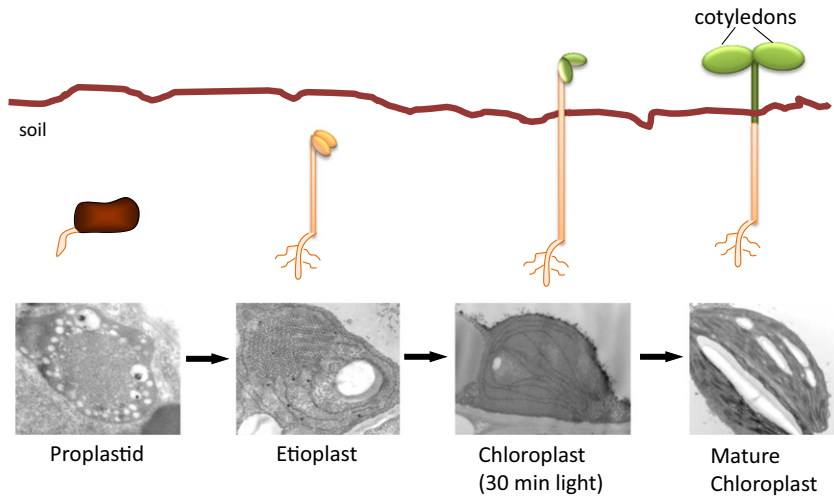 cotyledons
soil
Proplastid
Etioplast
Chloroplast
(30 min light)
Mature
Chloroplast